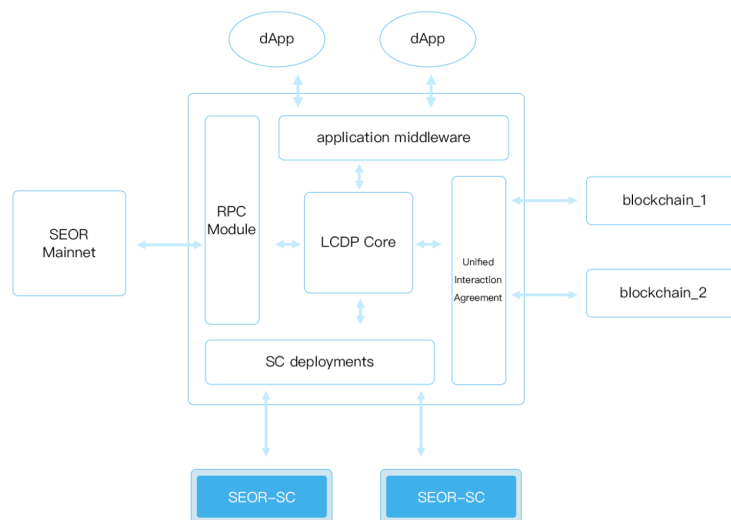 dApp
dApp
application middleware
RPC
Module
SEOR
Mainnet
LCDP Core
Unified
Interaction
Agreement
blockchain_1
blockchain_2
SC deployments
SEOR-SC
SEOR-SC